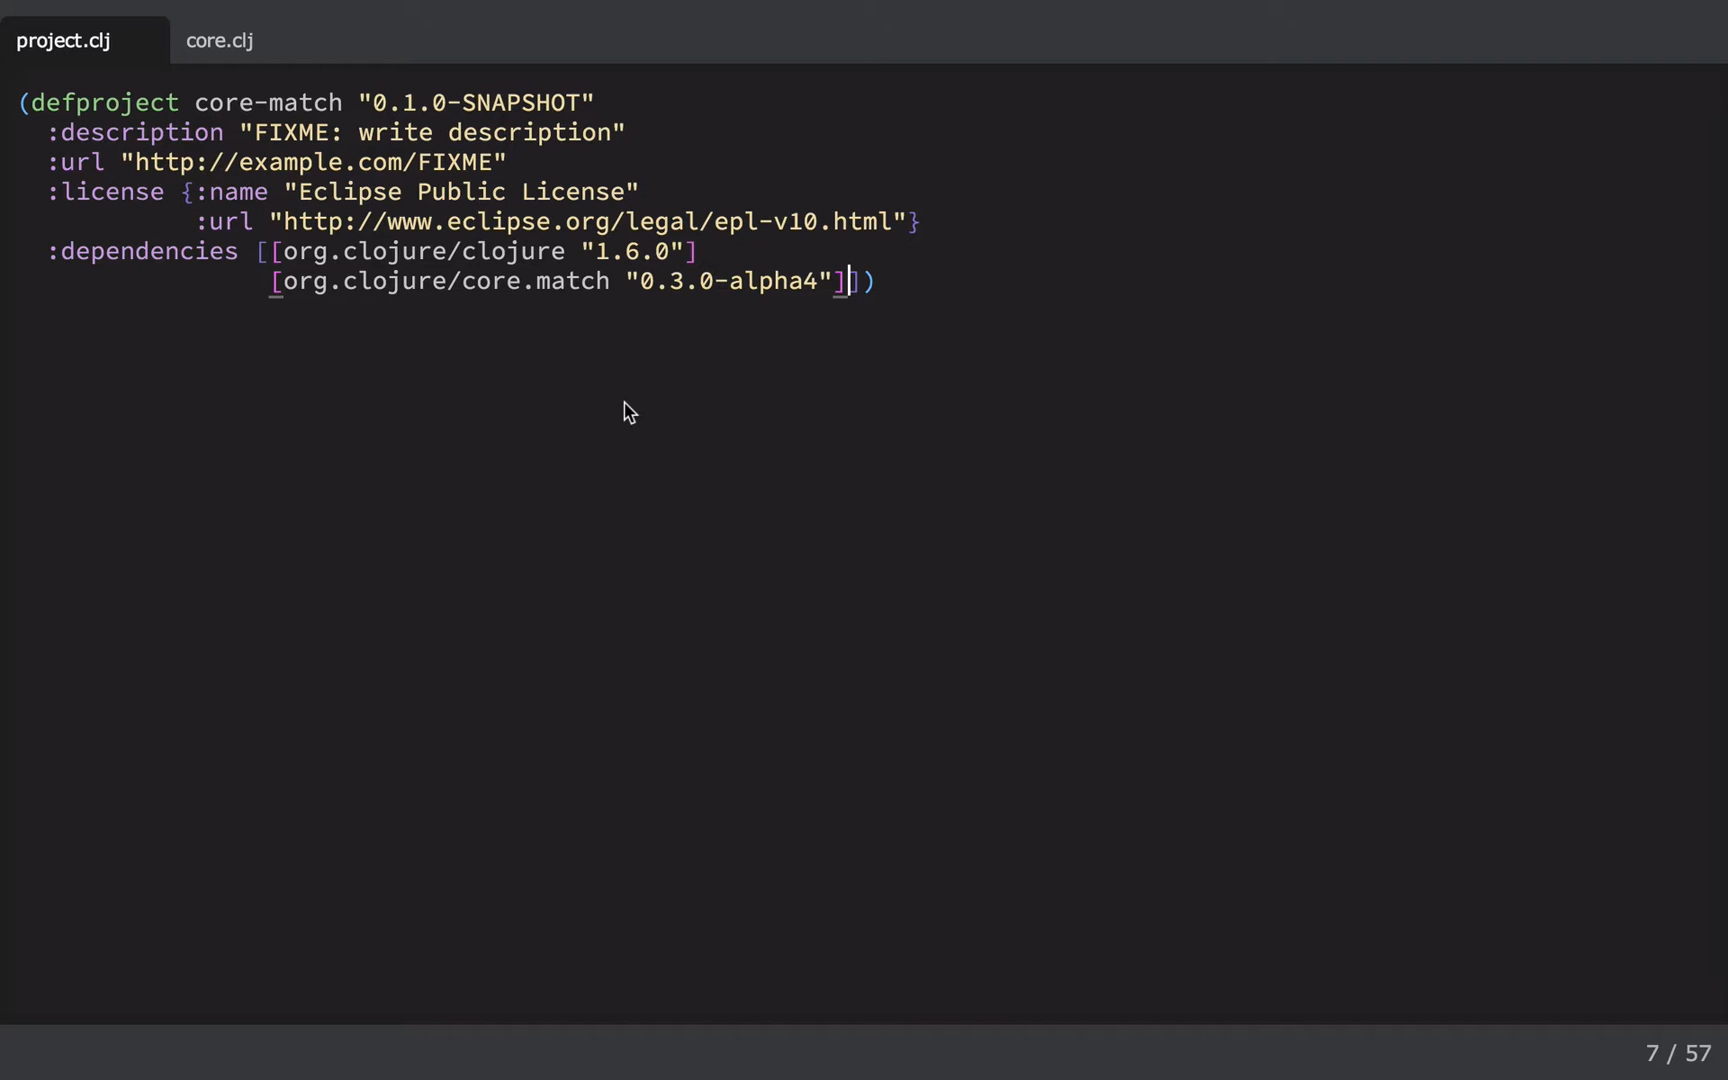 project.clj
core.clj
(defproject core-match "0.1.0-SNAPSHOT"
:description "FIXME: write description"
:url "http://example.com/FIXME"
:license {:name "Eclipse Public License"
:url "http://www.eclipse.org/legal/epl-v10.html"}
:dependencies [[org.clojure/clojure "1.6.0"]
[org.clojure/core.match "0.3.0-alpha4"]])
7 / 57